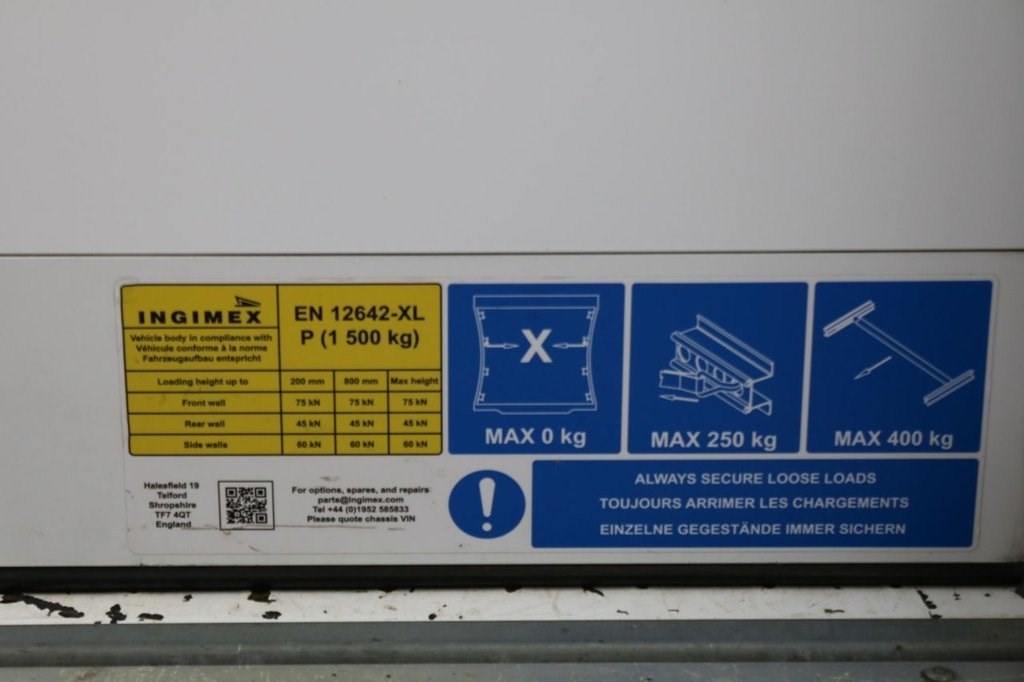 INGIMEX
Vehicle body in compliance with
Véhicule conforme à la norme
Fahrzeugaufbau entspricht
EN 12642-XL
P (1 500 kg)
Loading height up to 200 mm 800 mm Max height
Front wall 75 kN 75 kN 75 kN
Rear wall 45 kN 45 kN 45 kN
Side walls 60 kN 60 kN 60 kN
X
MAX 0 kg
MAX 250 kg
MAX 400 kg
Halesfield 19
Telford
Shropshire
TF7 4QT
England
For options, spares, and repairs
parts@ingimex.com
Tel +44 (0)1952 585833
Please quote chassis VIN
!
ALWAYS SECURE LOOSE LOADS
TOUJOURS ARRIMER LES CHARGEMENTS
EINZELNE GEGESTÄNDE IMMER SICHERN